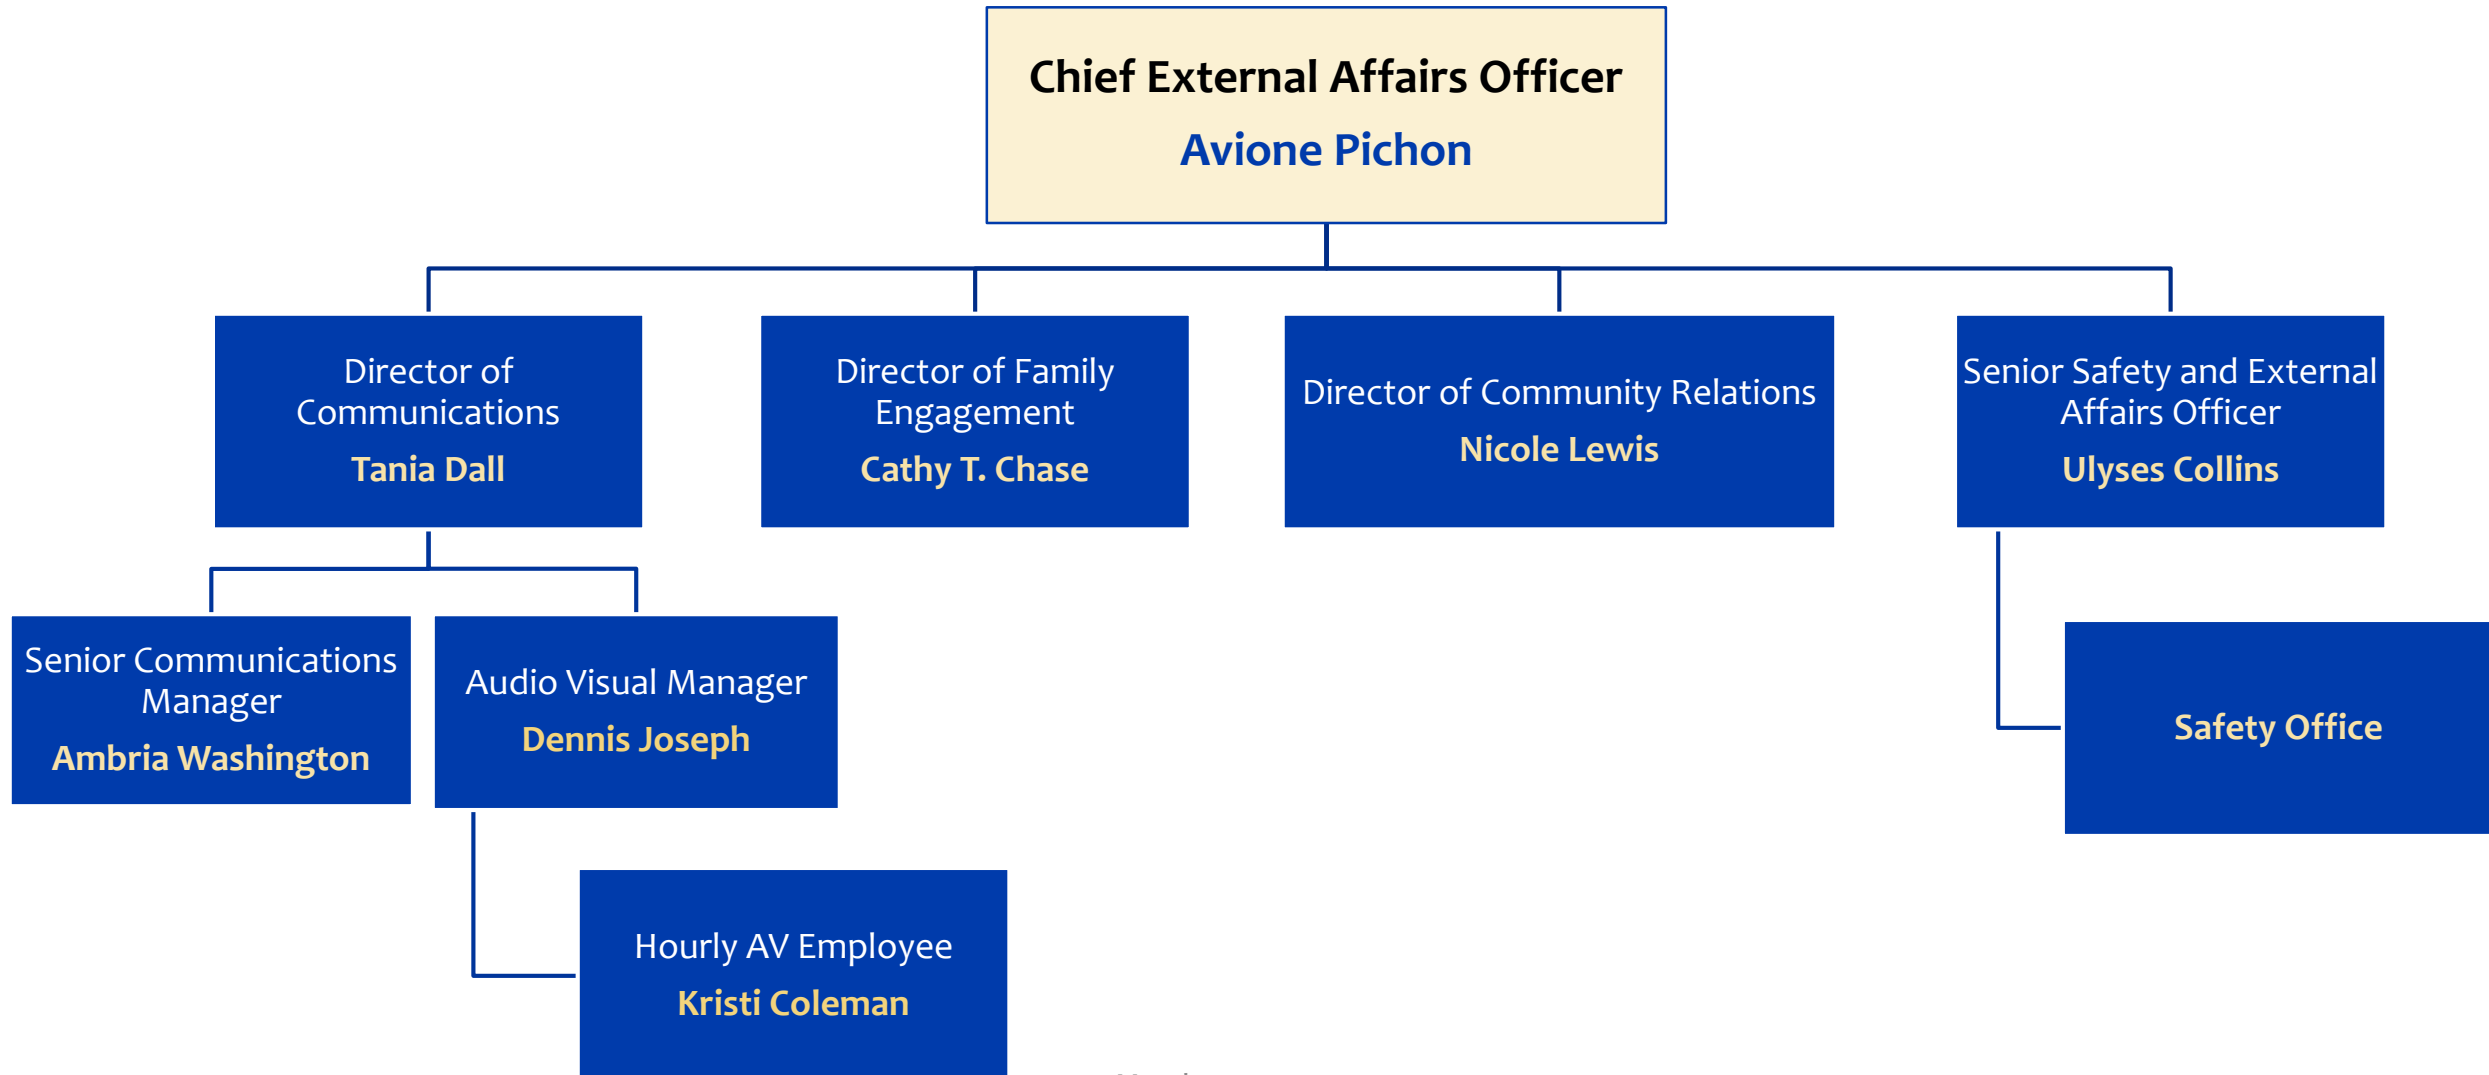 Chief External Affairs Officer
Avione Pichon
Director of
Communications
Tania Dall
Director of Family
Engagement
Cathy T. Chase
Director of Community Relations
Nicole Lewis
Senior Safety and External
Affairs Officer
Ulyses Collins
Senior Communications
Manager
Ambria Washington
Audio Visual Manager
Dennis Joseph
Safety Office
Hourly AV Employee
Kristi Coleman